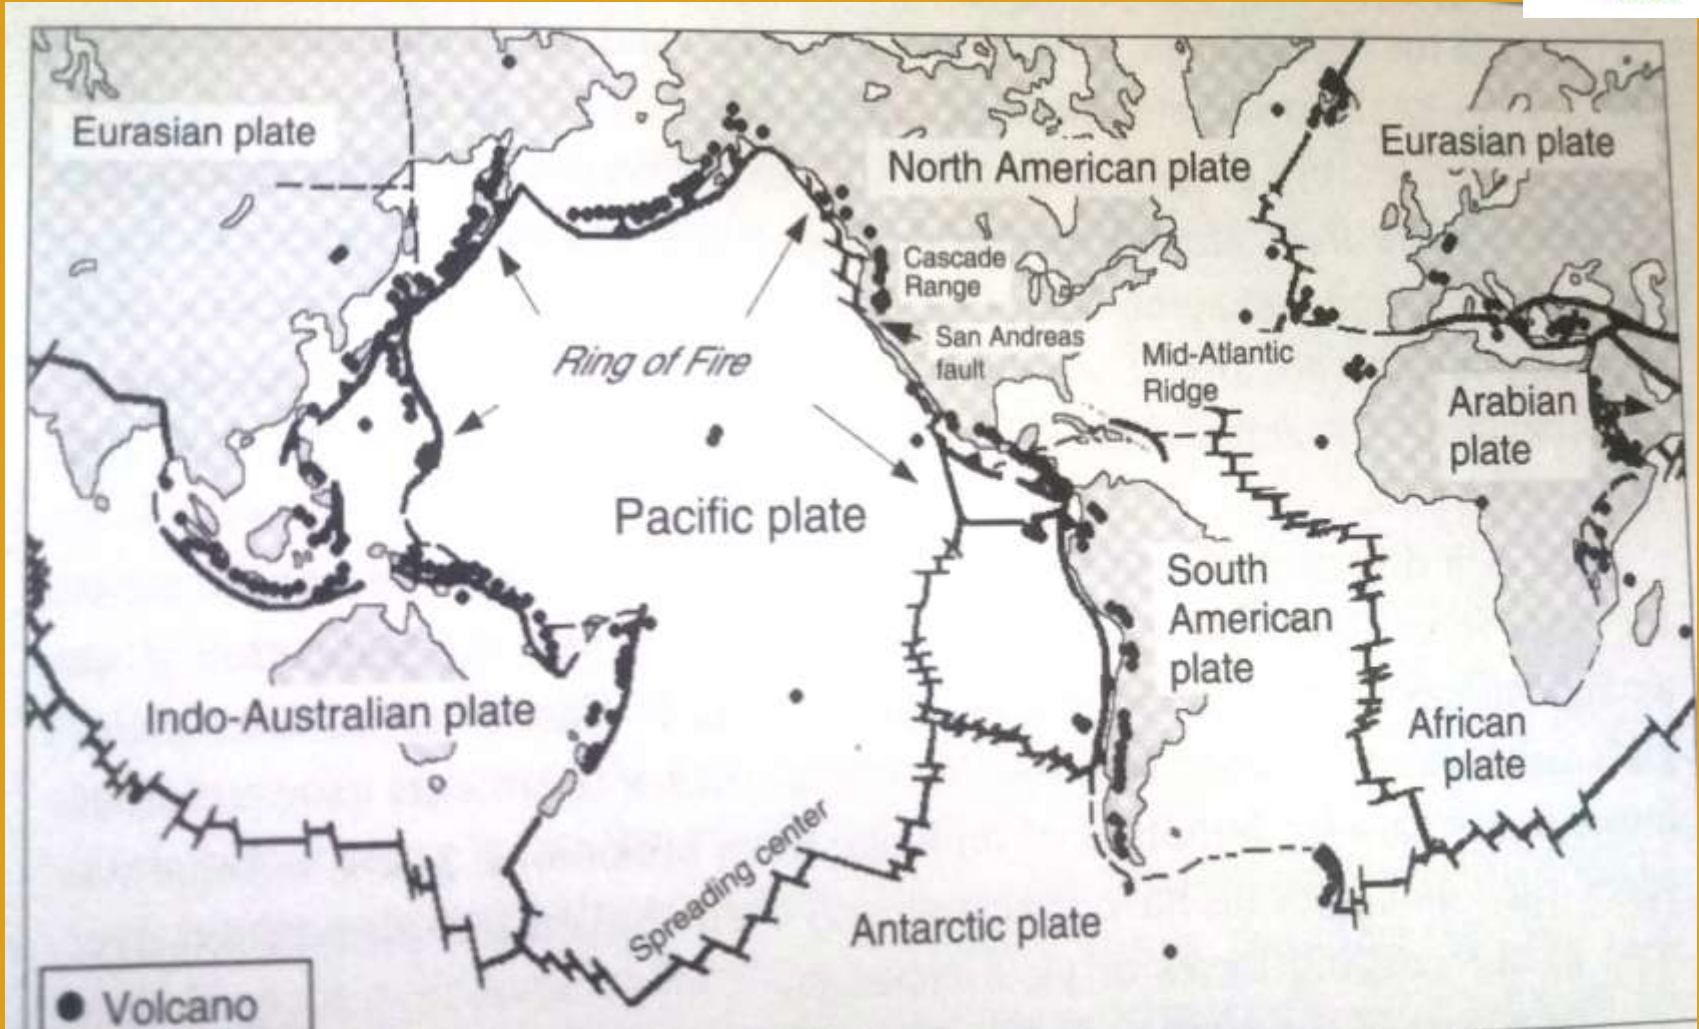 Eurasian plate
North American plate
Eurasian plate
Cascade
Range
San Andreas
fault
Ring of Fire
Mid-Atlantic
Ridge
Arabian
plate
Pacific plate
South
American
plate
Indo-Australian plate
African
plate
Spreading center
Antarctic plate
Volcano